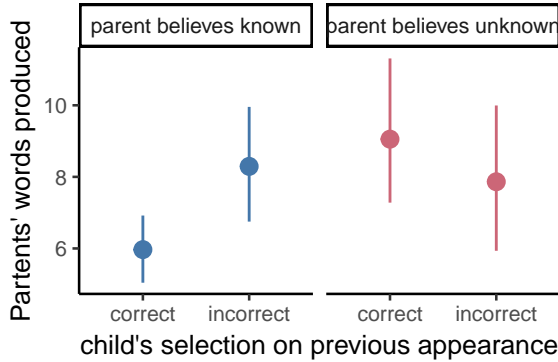 parent believes known
parent believes unknown
Partents' words produced
10
8
6
correct
incorrect
correct
incorrect
child's selection on previous appearance